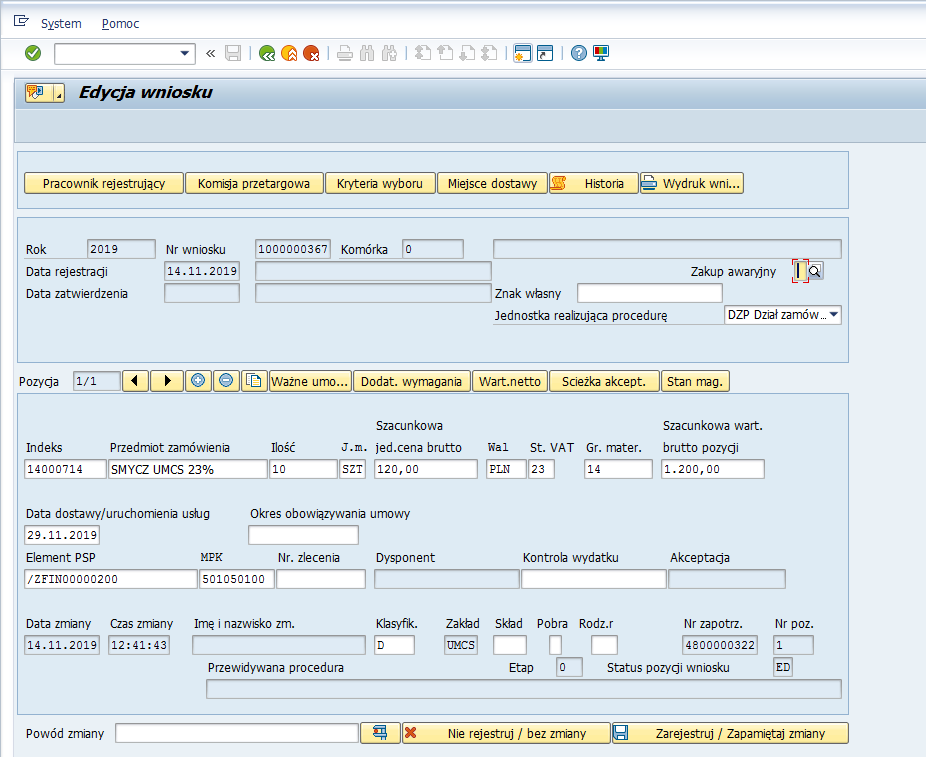 System Pomoc
Edycja wniosku
Pracownik rejestrujący Komisja przetargowa Kryteria wyboru Miejsce dostawy Historia Wydruk wni...
Rok 2019 Nr wniosku 1000000367 Komórka 0
Data rejestracji 14.11.2019 Zakup awaryjny
Data zatwierdzenia Znak własny
Jednostka realizująca procedurę DZP Dział zamów...
Pozycja 1/1 Ważne umo... Dodat. wymagania Wart.netto Scieżka akcept. Stan mag.
Szacunkowa Szacunkowa wart.
Indeks Przedmiot zamówienia Ilość J.m. jed.cena brutto Wal St. VAT Gr. mater. brutto pozycji
14000714 SMYCZ UMCS 23% 10 SZT 120,00 PLN 23 14 1.200,00
Data dostawy/uruchomienia usług Okres obowiązywania umowy
29.11.2019
Element PSP MPK Nr. zlecenia Dysponent Kontrola wydatku Akceptacja
/ZFIN00000200 501050100
Data zmiany Czas zmiany Imę i nazwisko zm. Klasyfik. Zakład Skład Pobra Rodz.r Nr zapotrz. Nr poz.
14.11.2019 12:41:43 D UMCS 4800000322 1
Przewidywana procedura Etap 0 Status pozycji wniosku ED
Powód zmiany Nie rejestruj / bez zmiany Zarejestruj / Zapamiętaj zmiany